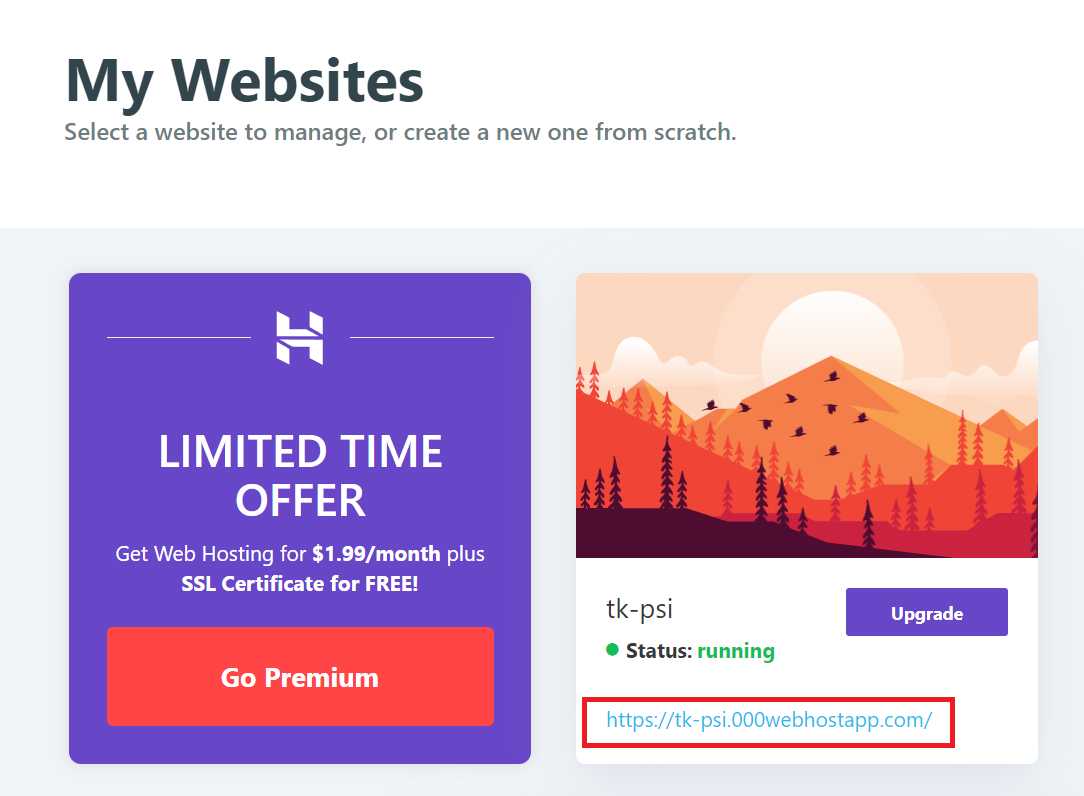 My Websites
Select a website to manage, or create a new one from scratch.
LIMITED TIME
OFFER
Get Web Hosting for $1.99/month plus
SSL Certificate for FREE!
Go Premium
tk-psi
Upgrade
Status: running
https://tk-psi.000webhostapp.com/